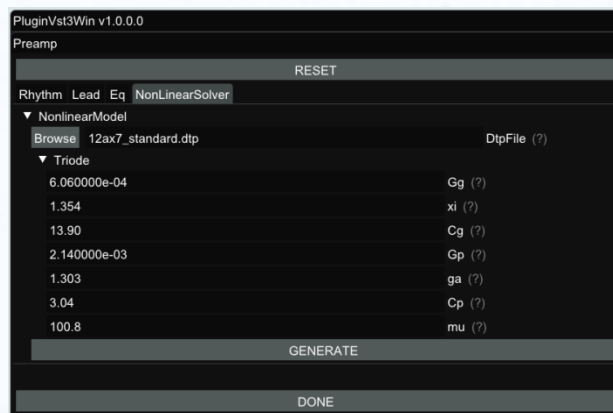 PluginVst3Win v1.0.0.0
Preamp
RESET
Rhythm Lead Eq NonLinearSolver
▼ NonlinearModel
Browse 12ax7_standard.dtp DtpFile (?)
▼ Triode
6.060000e-04 Gg (?)
1.354 xi (?)
13.90 Cg (?)
2.140000e-03 Gp (?)
1.303 ga (?)
3.04 Cp (?)
100.8 mu (?)
GENERATE
DONE